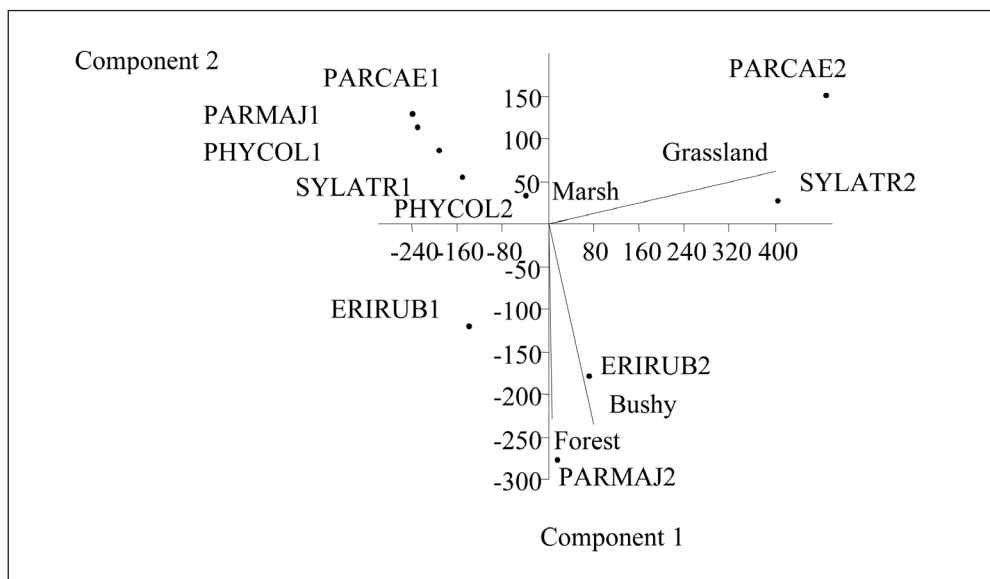 Component 2
PARCAE1
PARCAE2
PARMAJ1
150
100
PHYCOL1
Grassland
SYLATR1
50
Marsh
SYLATR2
PHYCOL2
-240 -160 -80 80 160 240 320 400
-50
ERIRUB1
-100
-150
ERIRUB2
-200
Bushy
-250
Forest
-300
PARMAJ2
Component 1